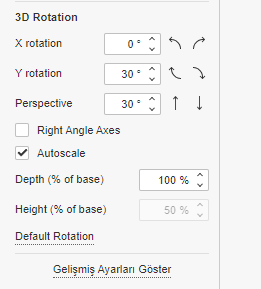 3D Rotation
X rotation 0 °
Y rotation 30 °
Perspective 30 °
Right Angle Axes
Autoscale
Depth (% of base) 100 %
Height (% of base) 50 %
Default Rotation
Gelişmiş Ayarları Göster